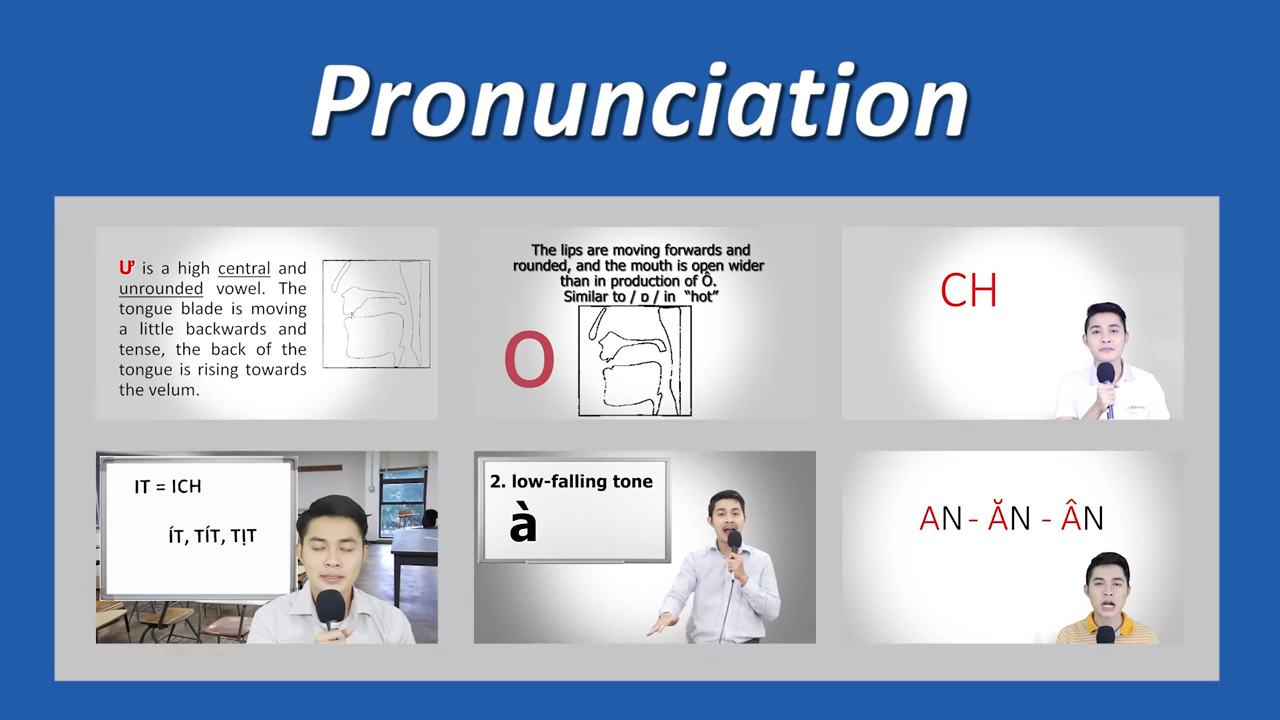 Pronunciation
Ư is a high central and
unrounded vowel. The
tongue blade is moving
a little backwards and
tense, the back of the
tongue is rising towards
the velum.
The lips are moving forwards and
rounded, and the mouth is open wider
than in production of Ô.
Similar to / ɒ / in "hot"
O
CH
IT = ICH
ÍT, TÍT, TỊT
2. low-falling tone
à
AN - ĂN - ÂN